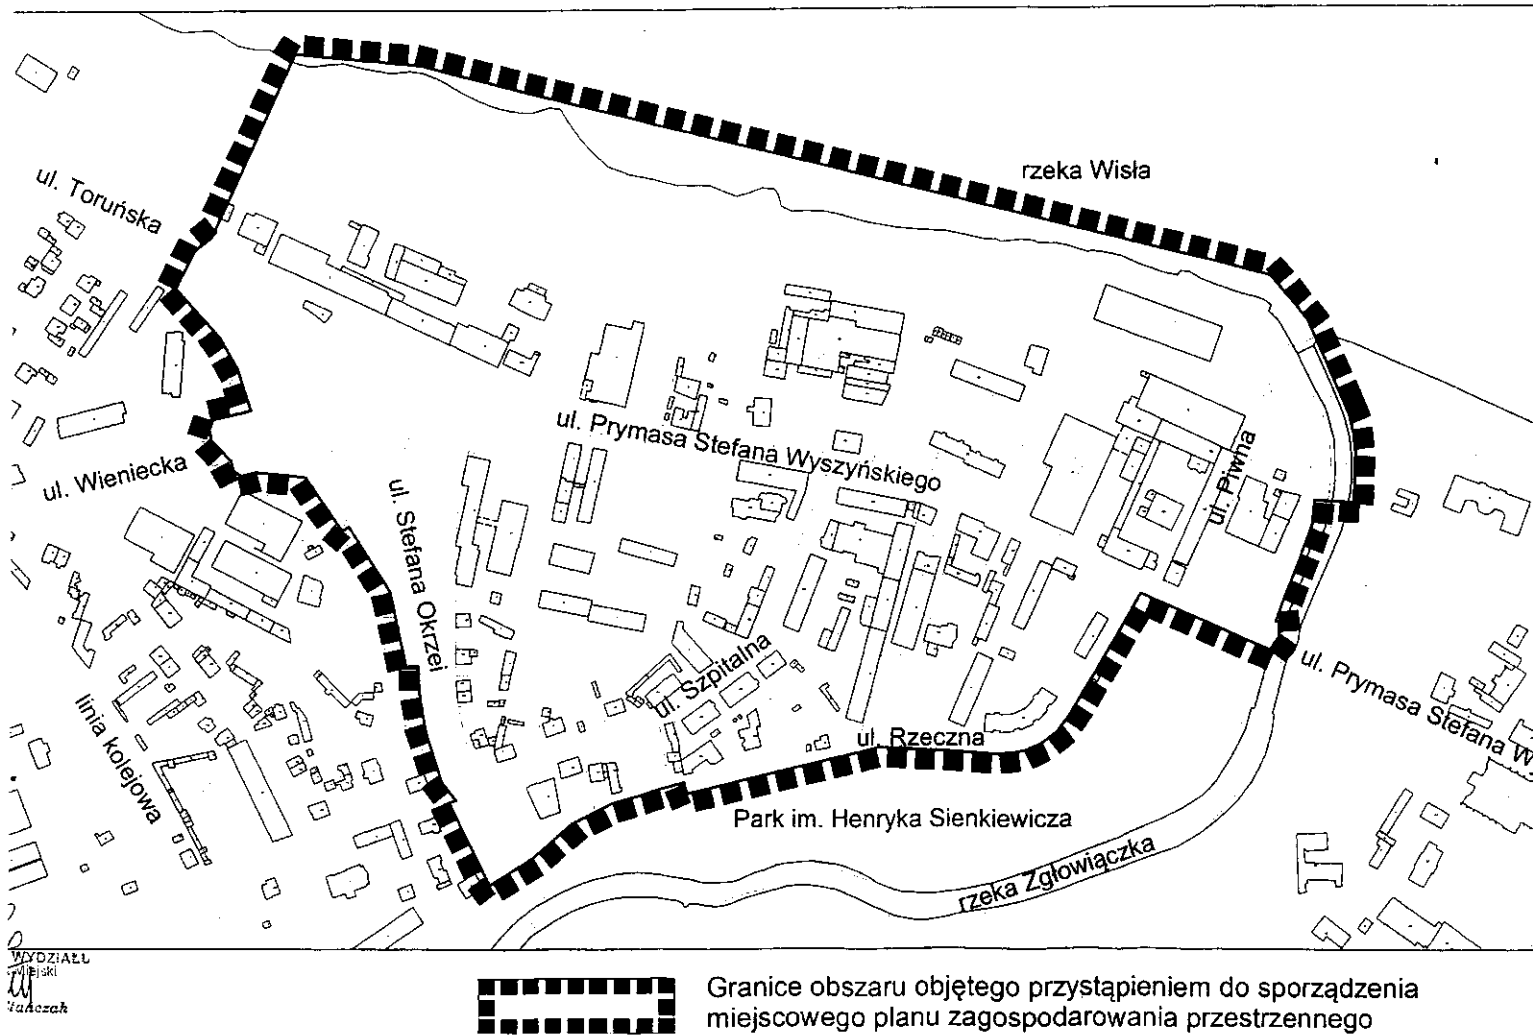 rzeka Wisła
ul. Toruńska
ul. Prymasa Stefana Wyszyńskiego
ul. Piwna
ul. Wieniecka
ul. Stefana Okrzei
ul. Szpitalna
ul. Prymasa Stefana W
linia kolejowa
ul. Rzeczna
Park im. Henryka Sienkiewicza
rzeka Zgłowiączka
WYDZIAŁU
Miejski
Granice obszaru objętego przystąpieniem do sporządzenia
miejscowego planu zagospodarowania przestrzennego